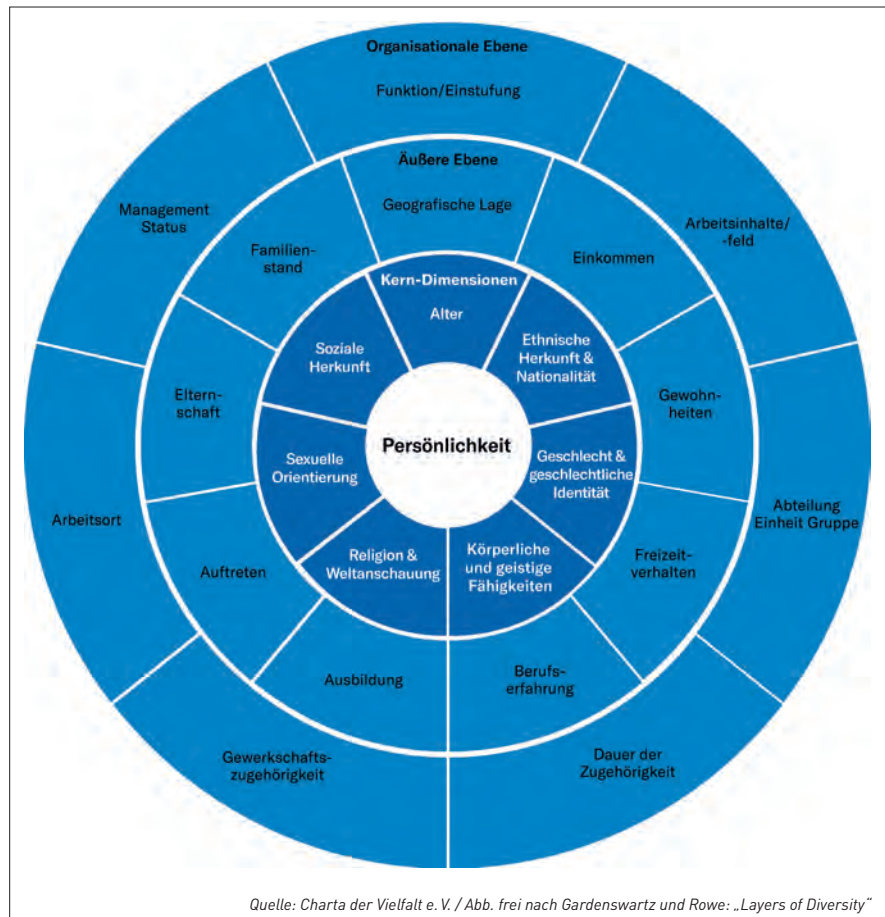 Organisationale Ebene
Funktion/Einstufung
Arbeitsinhalte/
-feld
Abteilung
Einheit Gruppe
Dauer der
Zugehörigkeit
Gewerkschafts-
zugehörigkeit
Arbeitsort
Management
Status
Äußere Ebene
Geografische Lage
Einkommen
Gewohn-
heiten
Freizeit-
verhalten
Berufs-
erfahrung
Ausbildung
Auftreten
Eltern-
schaft
Familien-
stand
Kern-Dimensionen
Alter
Ethnische
Herkunft &
Nationalität
Geschlecht &
geschlechtliche
Identität
Körperliche
und geistige
Fähigkeiten
Religion &
Weltanschauung
Sexuelle
Orientierung
Soziale
Herkunft
Persönlichkeit
Quelle: Charta der Vielfalt e. V. / Abb. frei nach Gardenswartz und Rowe: „Layers of Diversity“